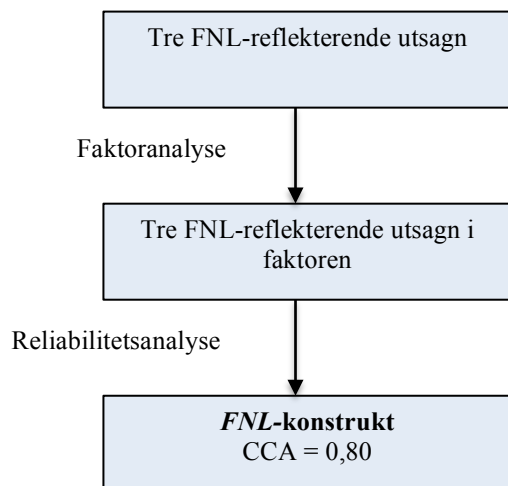 Tre FNL-reflekterende utsagn
Faktoranalyse
Tre FNL-reflekterende utsagn i
faktoren
Reliabilitetsanalyse
FNL-konstrukt
CCA = 0,80